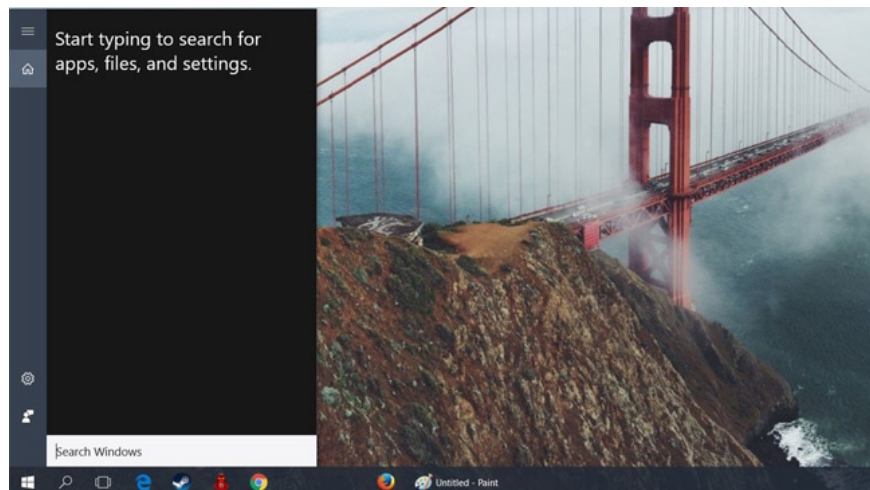 Start typing to search for
apps, files, and settings.
Search Windows
Untitled - Paint